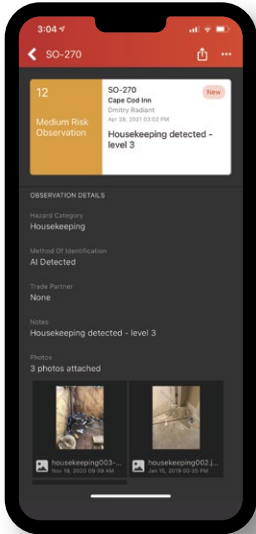 3:04
SO-270
12
Medium Risk
Observation
SO-270
Cape Cod Inn
Dmitry Radiant
Apr 28, 2021 03:02 PM
New
Housekeeping detected -
level 3
OBSERVATION DETAILS
Hazard Category
Housekeeping
Method Of Identification
AI Detected
Trade Partner
None
Notes
Housekeeping detected - level 3
Photos
3 photos attached
housekeeping003-...
Nov 19, 2020 09:39 AM
housekeeping002.j...
Jan 15, 2019 03:35 PM